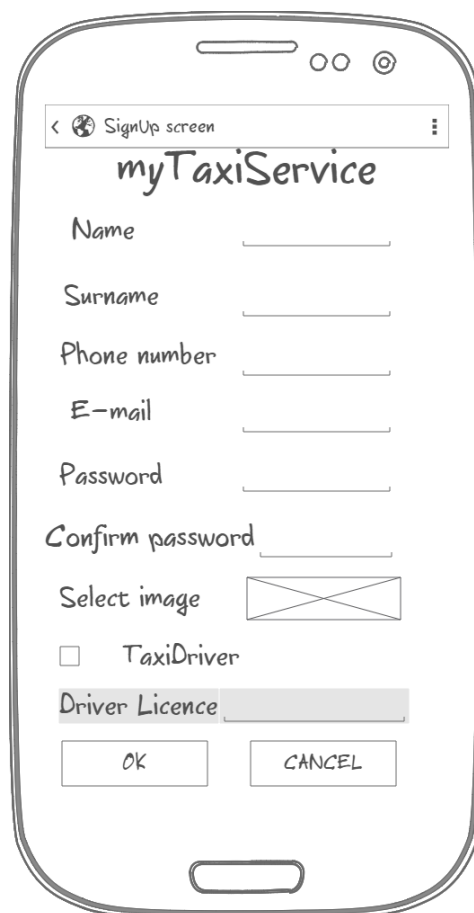 SignUp screen
myTaxiService
Name
Surname
Phone number
E-mail
Password
Confirm password
Select image
TaxiDriver
Driver Licence
OK CANCEL